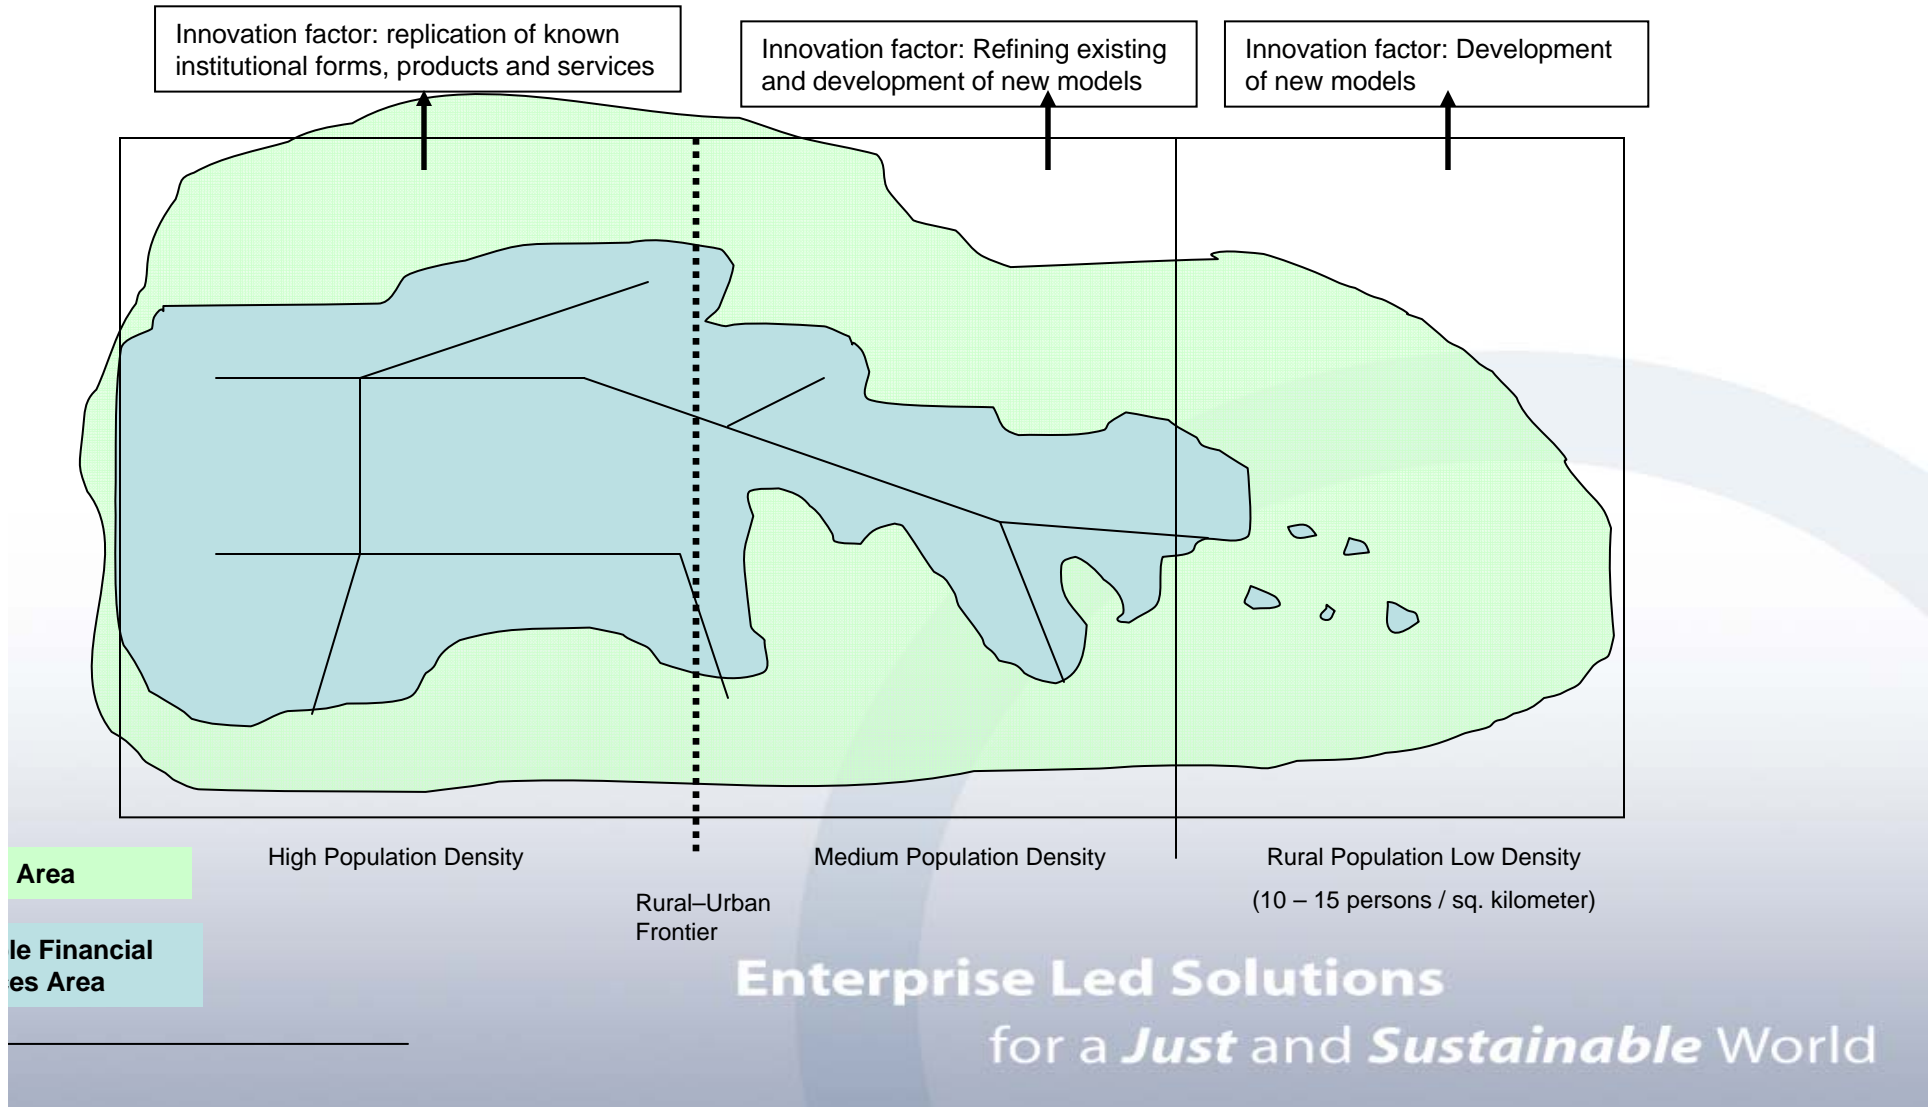 Innovation factor: replication of known
institutional forms, products and services
Innovation factor: Refining existing
and development of new models
Innovation factor: Development
of new models
High Population Density
Medium Population Density
Rural Population Low Density
(10 – 15 persons / sq. kilometer)
Rural–Urban
Frontier
Area
le Financial
es Area
Enterprise Led Solutions
for a Just and Sustainable World